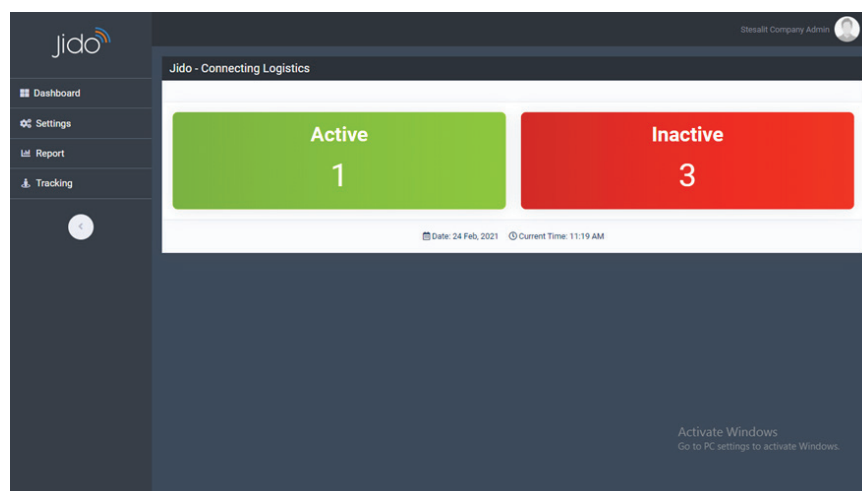 Jido
Stesalit Company Admin
Jido - Connecting Logistics
Dashboard
Settings
Report
Tracking
Active
1
Inactive
3
Date: 24 Feb, 2021 Current Time: 11:19 AM
Activate Windows
Go to PC settings to activate Windows.